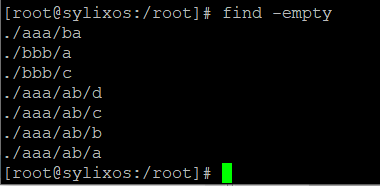 [root@sylixos:/root]# find -empty
./aaa/ba
./bbb/a
./bbb/c
./aaa/ab/d
./aaa/ab/c
./aaa/ab/b
./aaa/ab/a
[root@sylixos:/root]#